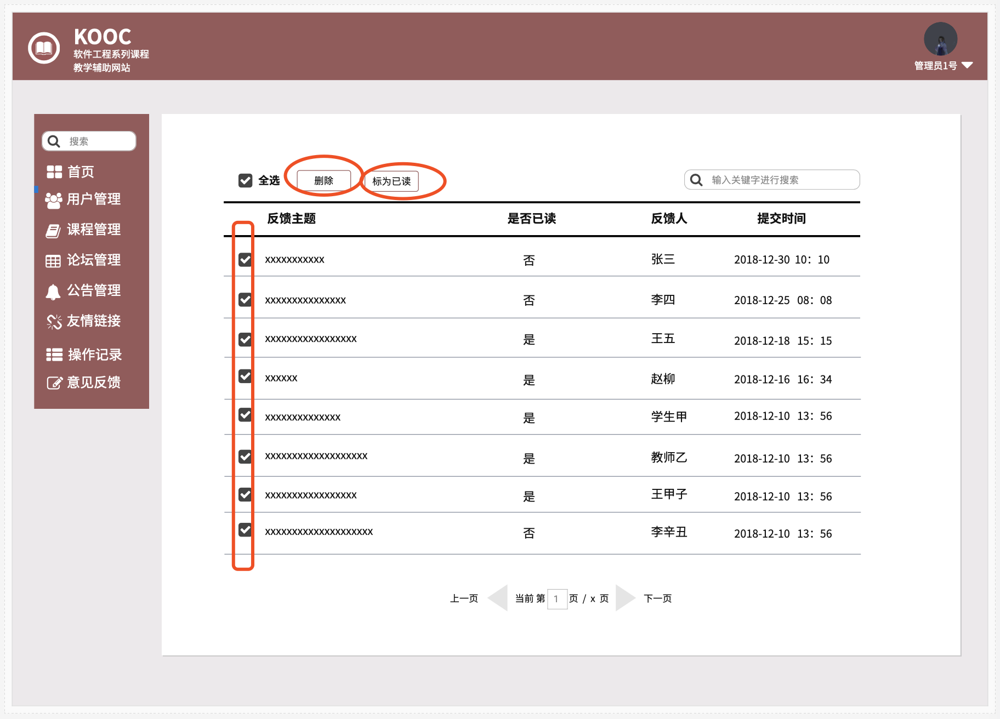 KOOC
软件工程系列课程
教学辅助网站
管理员1号
搜索
首页
用户管理
课程管理
论坛管理
公告管理
友情链接
操作记录
意见反馈
全选 删除 标为已读 输入关键字进行搜索
反馈主题 是否已读 反馈人 提交时间
xxxxxxxxxxx 否 张三 2018-12-30 10：10
xxxxxxxxxxxxxxx 否 李四 2018-12-25 08：08
xxxxxxxxxxxxxxxxx 是 王五 2018-12-18 15：15
xxxxxx 是 赵柳 2018-12-16 16：34
xxxxxxxxxxxxxx 是 学生甲 2018-12-10 13：56
xxxxxxxxxxxxxxxxxxx 是 教师乙 2018-12-10 13：56
xxxxxxxxxxxxxxxxx 是 王甲子 2018-12-10 13：56
xxxxxxxxxxxxxxxxxxxx 否 李辛丑 2018-12-10 13：56
上一页 当前 第 1 页 / x 页 下一页